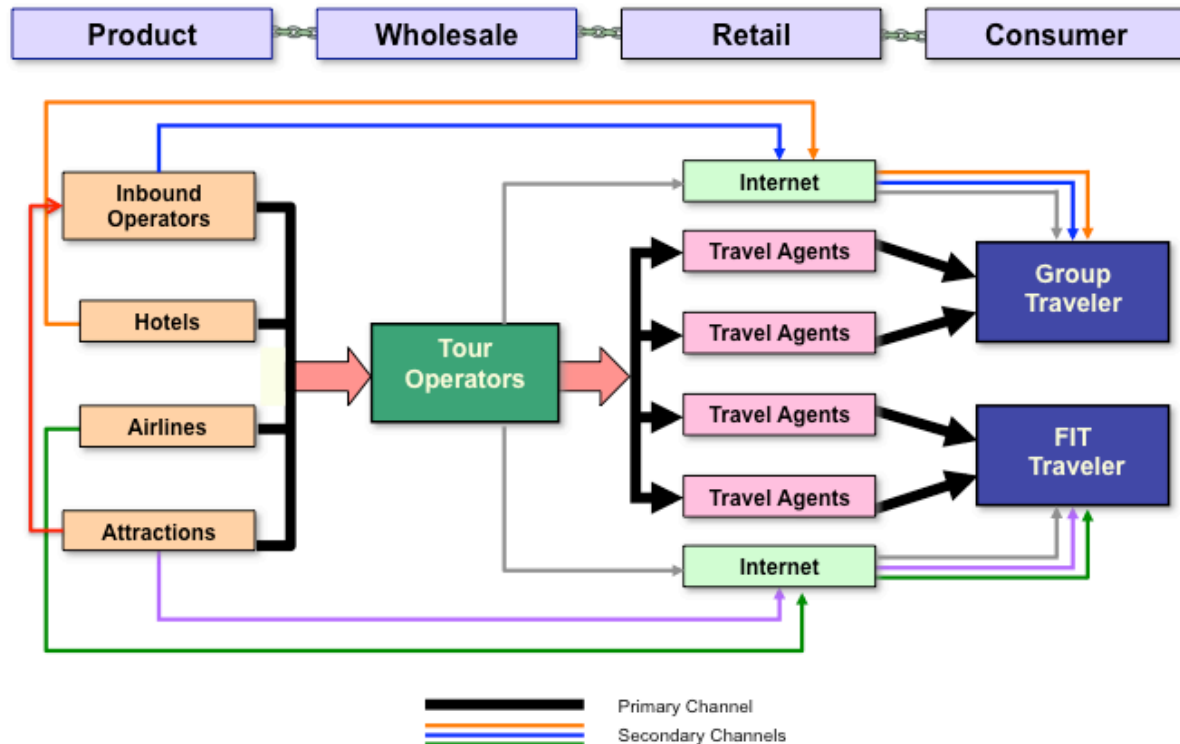 Product
Wholesale
Retail
Consumer
Inbound
Operators
Hotels
Airlines
Attractions
Tour
Operators
Internet
Travel Agents
Travel Agents
Travel Agents
Travel Agents
Internet
Group
Traveler
FIT
Traveler
Primary Channel
Secondary Channels